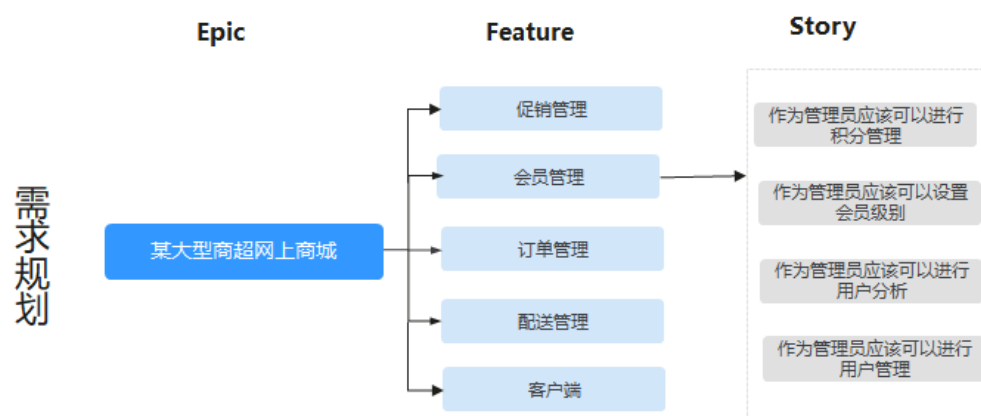 Epic
Feature
Story
需求规划
某大型商超网上商城
促销管理
会员管理
订单管理
配送管理
客户端
作为管理员应该可以进行
积分管理
作为管理员应该可以设置
会员级别
作为管理员应该可以进行
用户分析
作为管理员应该可以进行
用户管理